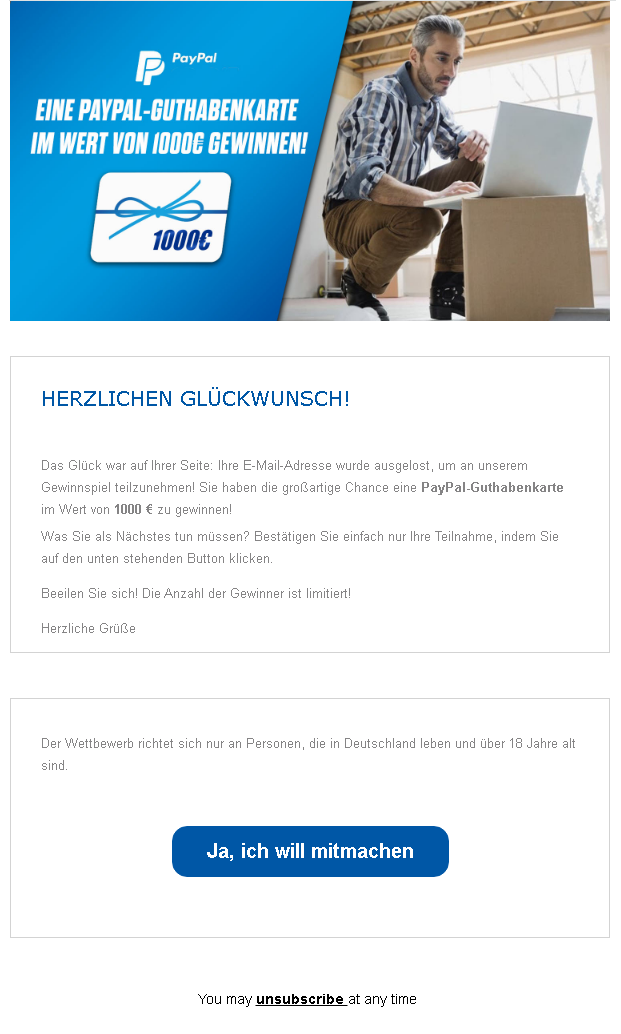 PayPal
EINE PAYPAL-GUTHABENKARTE
IM WERT VON 1000€ GEWINNEN!
1000€
HERZLICHEN GLÜCKWUNSCH!
Das Glück war auf Ihrer Seite: Ihre E-Mail-Adresse wurde ausgelost, um an unserem
Gewinnspiel teilzunehmen! Sie haben die großartige Chance eine PayPal-Guthabenkarte
im Wert von 1000 € zu gewinnen!
Was Sie als Nächstes tun müssen? Bestätigen Sie einfach nur Ihre Teilnahme, indem Sie
auf den unten stehenden Button klicken.
Beeilen Sie sich! Die Anzahl der Gewinner ist limitiert!
Herzliche Grüße
Der Wettbewerb richtet sich nur an Personen, die in Deutschland leben und über 18 Jahre alt
sind.
Ja, ich will mitmachen
You may unsubscribe at any time